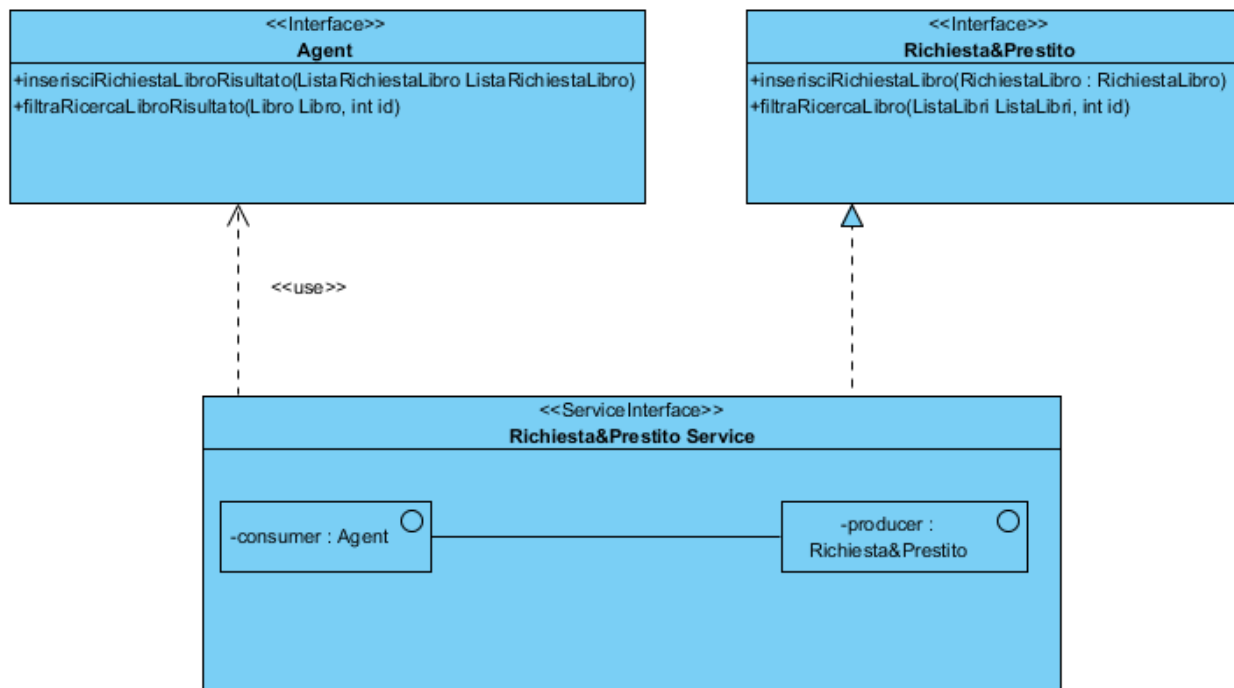 <<Interface>>
Agent
+inserisciRichiestaLibroRisultato(ListaRichiestaLibro ListaRichiestaLibro)
+filtraRicercaLibroRisultato(Libro Libro, int id)
<<Interface>>
Richiesta&Prestito
+inserisciRichiestaLibro(RichiestaLibro : RichiestaLibro)
+filtraRicercaLibro(ListaLibri ListaLibri, int id)
<<use>>
<<ServiceInterface>>
Richiesta&Prestito Service
-consumer : Agent
-producer :
Richiesta&Prestito